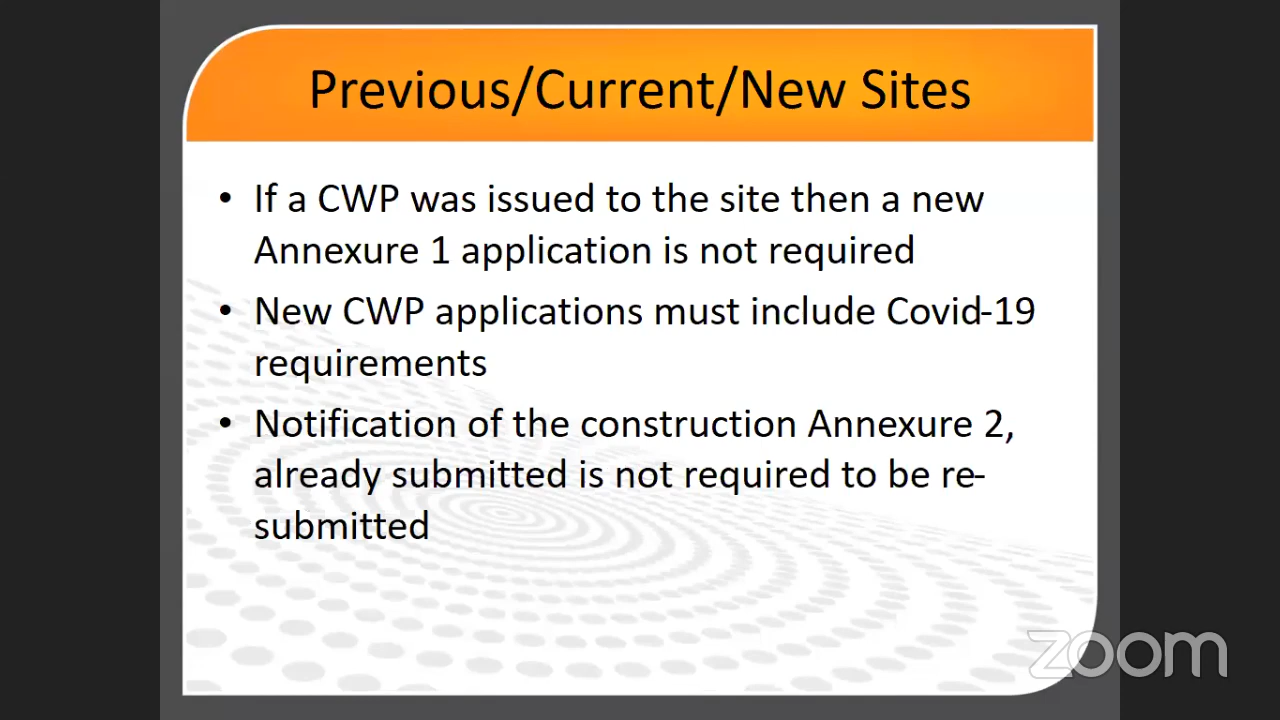 Previous/Current/New Sites
• If a CWP was issued to the site then a new
Annexure 1 application is not required
• New CWP applications must include Covid-19
requirements
• Notification of the construction Annexure 2,
already submitted is not required to be re-
submitted
zoom